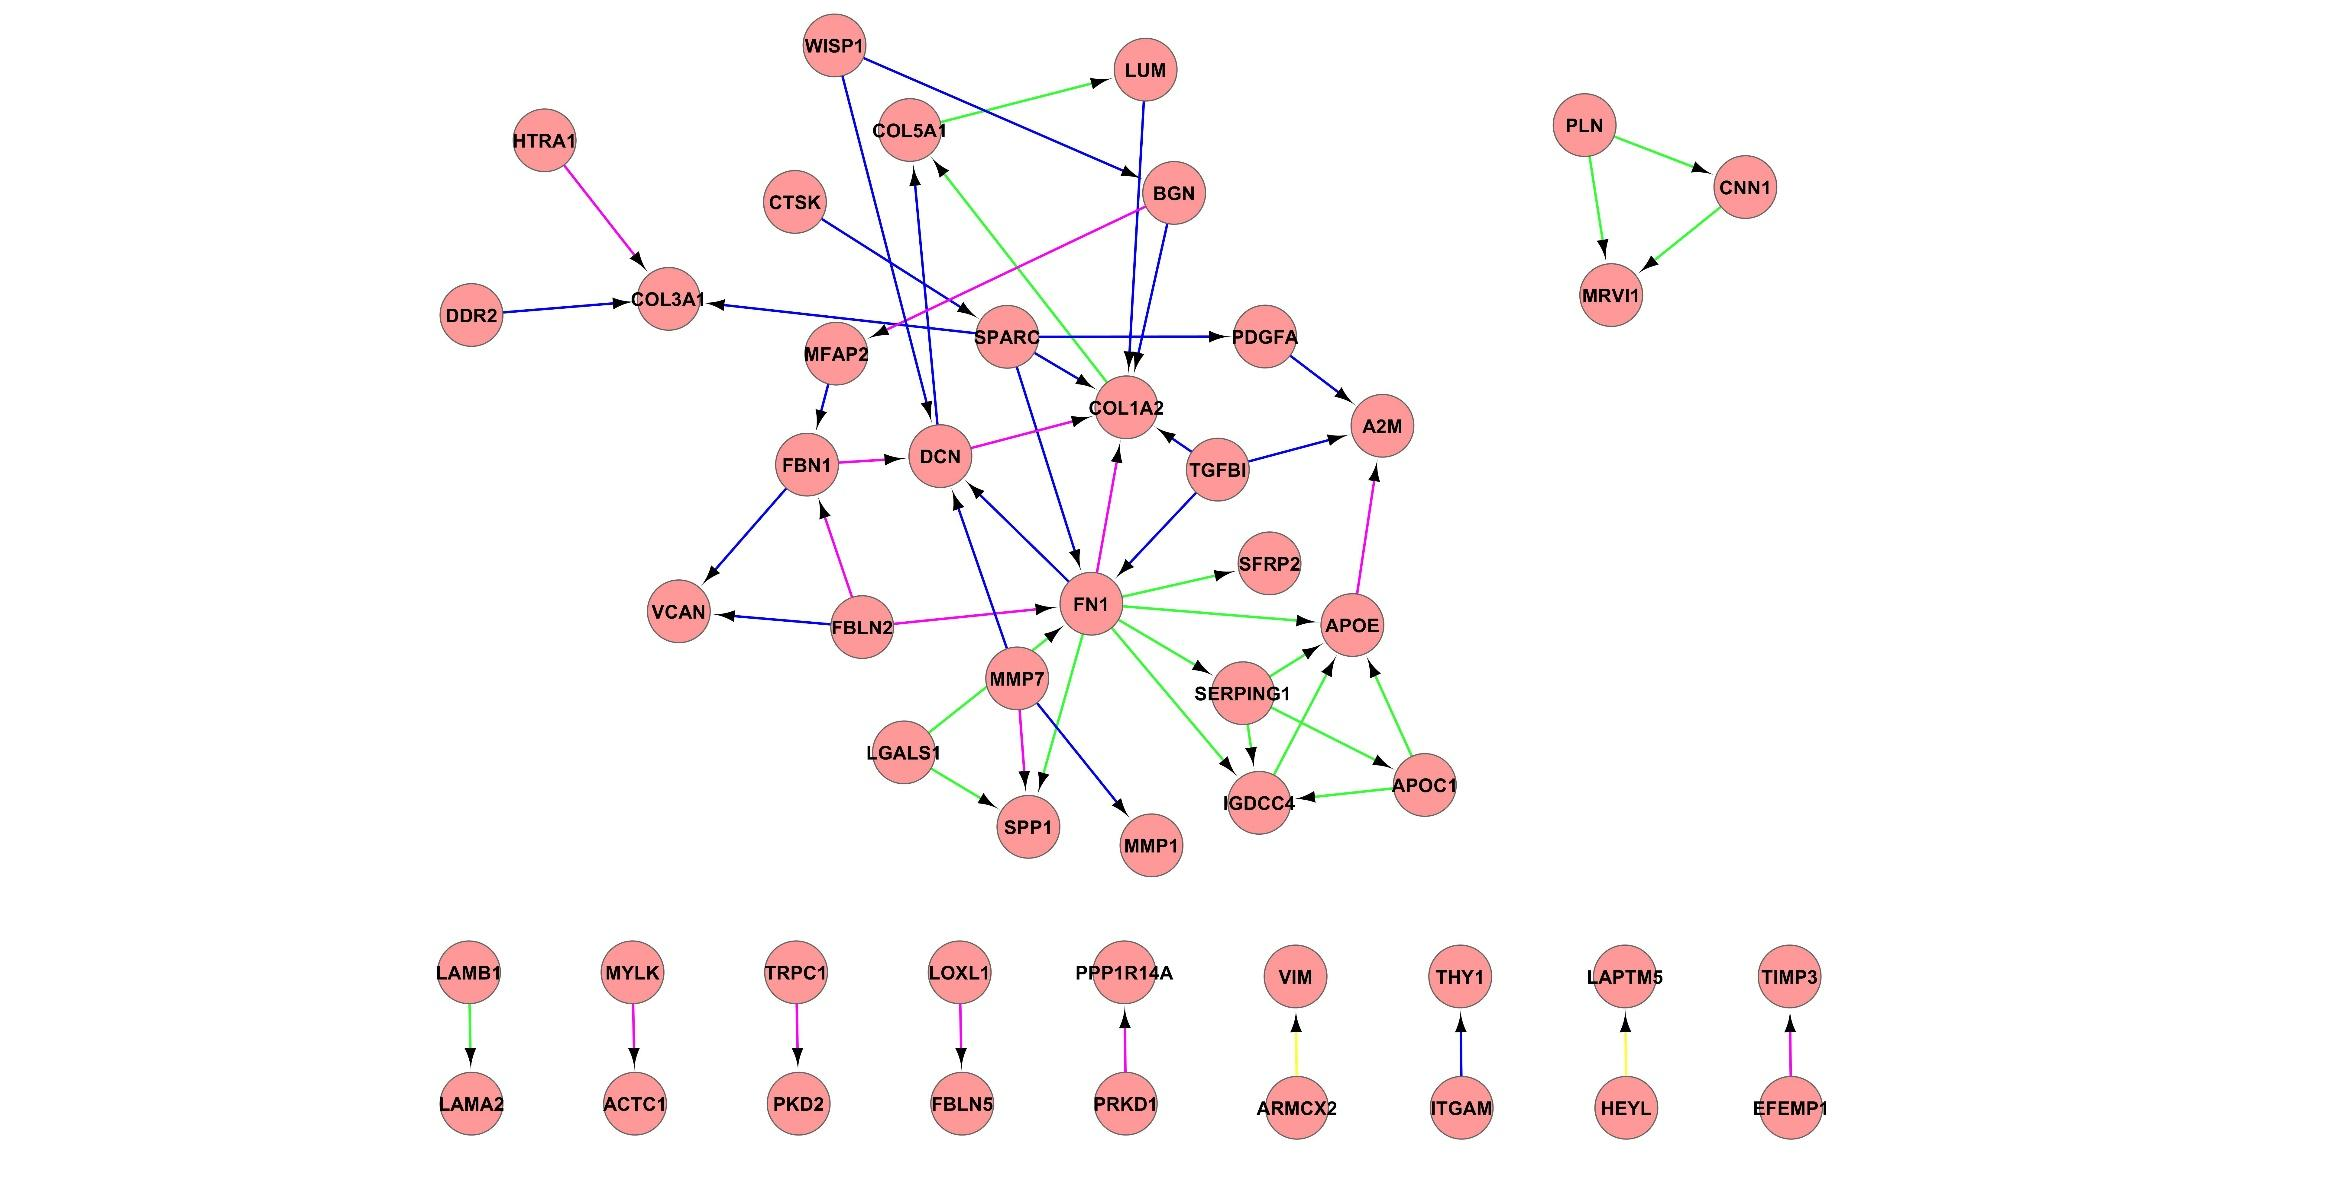 WISP1
LUM
COL5A1
HTRA1
PLN
CNN1
BGN
CTSK
MRVI1
COL3A1
DDR2
SPARC
PDGFA
MFAP2
COL1A2
A2M
FBN1
DCN
TGFBI
SFRP2
FN1
VCAN
FBLN2
APOE
MMP7
SERPING1
LGALS1
APOC1
IGDCC4
SPP1
MMP1
LAMB1
MYLK
TRPC1
LOXL1
PPP1R14A
VIM
THY1
LAPTM5
TIMP3
LAMA2
ACTC1
PKD2
FBLN5
PRKD1
ARMCX2
ITGAM
HEYL
EFEMP1